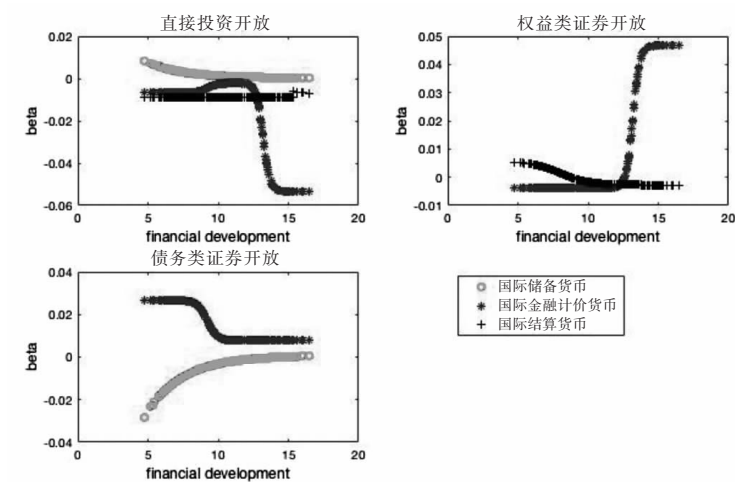 直接投资开放
0.02
0
-0.02
-0.04
-0.06
beta
0 5 10 15 20
financial development
权益类证券开放
0.05
0.04
0.03
0.02
0.01
0
-0.01
beta
0 5 10 15 20
financial development
债务类证券开放
0.04
0.02
0
-0.02
-0.04
beta
0 5 10 15 20
financial development
国际储备货币
国际金融计价货币
国际结算货币